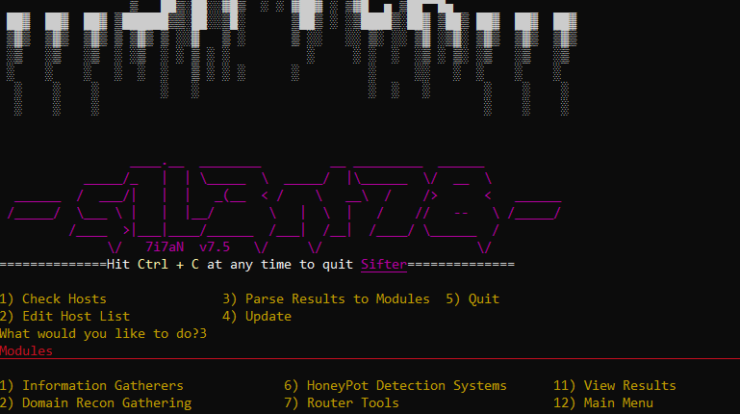 -s1l3nt78-
7i7aN v7.5
==============Hit Ctrl + C at any time to quit Sifter==============
1) Check Hosts 3) Parse Results to Modules 5) Quit
2) Edit Host List 4) Update
What would you like to do?3
Modules
1) Information Gatherers 6) HoneyPot Detection Systems 11) View Results
2) Domain Recon Gathering 7) Router Tools 12) Main Menu